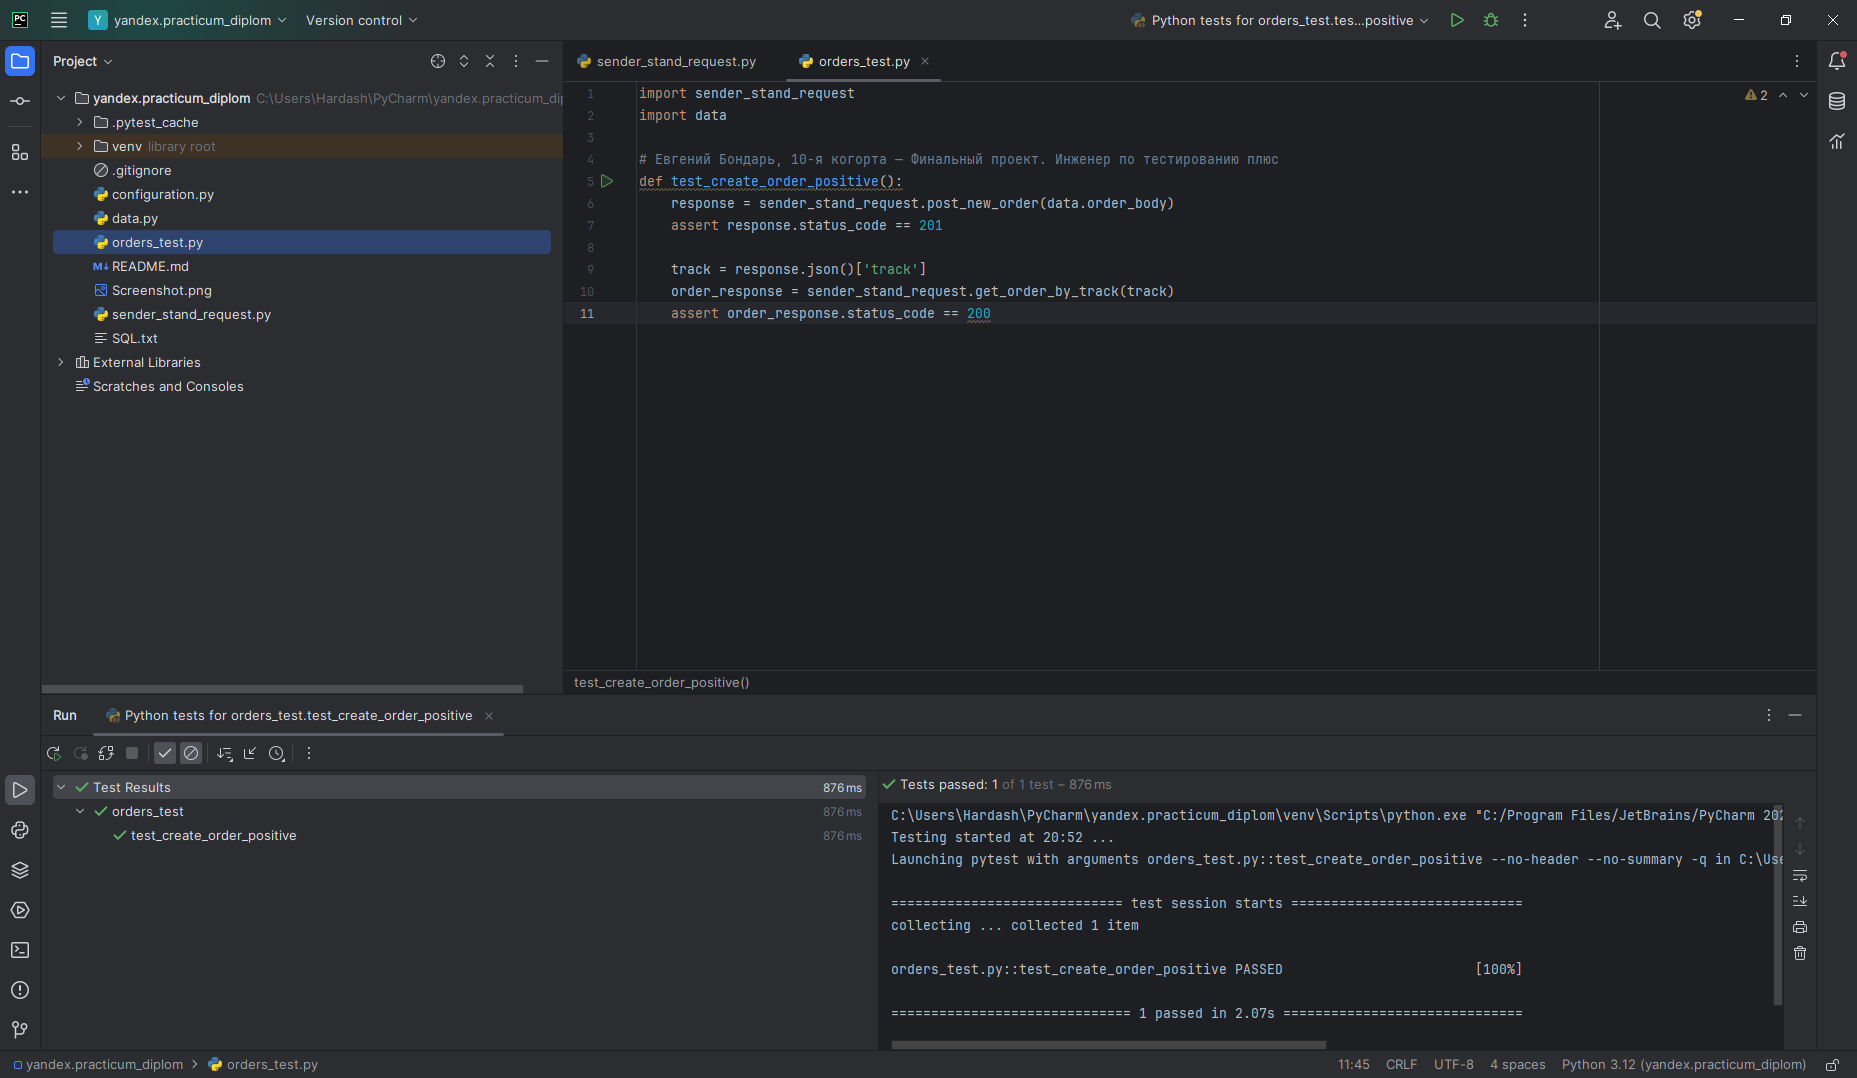 PC
Y yandex.practicum_diplom
Version control
Python tests for orders_test.tes...positive
Project
sender_stand_request.py
orders_test.py
yandex.practicum_diplom C:\Users\Hardash\PyCharm\yandex.practicum_di
.pytest_cache
venv library root
.gitignore
configuration.py
data.py
orders_test.py
M↓ README.md
Screenshot.png
sender_stand_request.py
SQL.txt
External Libraries
Scratches and Consoles
1 import sender_stand_request
2 import data
3
4 # Евгений Бондарь, 10-я когорта — Финальный проект. Инженер по тестированию плюс
5 def test_create_order_positive():
6 response = sender_stand_request.post_new_order(data.order_body)
7 assert response.status_code == 201
8
9 track = response.json()['track']
10 order_response = sender_stand_request.get_order_by_track(track)
11 assert order_response.status_code == 200
2
test_create_order_positive()
Run
Python tests for orders_test.test_create_order_positive
Test Results 876 ms
orders_test 876 ms
test_create_order_positive 876 ms
Tests passed: 1 of 1 test – 876 ms
C:\Users\Hardash\PyCharm\yandex.practicum_diplom\venv\Scripts\python.exe "C:/Program Files/JetBrains/PyCharm 202
Testing started at 20:52 ...
Launching pytest with arguments orders_test.py::test_create_order_positive --no-header --no-summary -q in C:\Use
============================= test session starts =============================
collecting ... collected 1 item
orders_test.py::test_create_order_positive PASSED [100%]
============================== 1 passed in 2.07s ==============================
yandex.practicum_diplom
orders_test.py
11:45 CRLF UTF-8 4 spaces Python 3.12 (yandex.practicum_diplom)